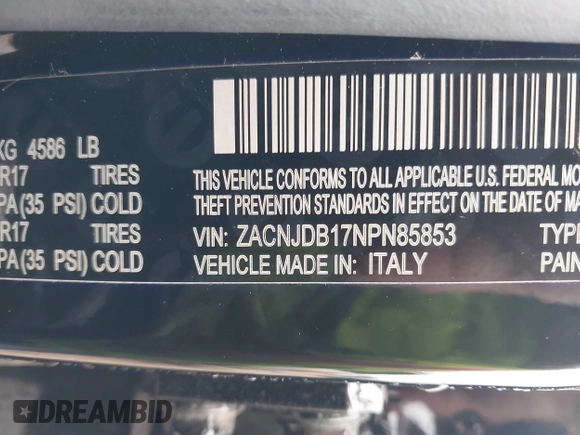 KG 4586 LB
R17 TIRES
PA(35 PSI) COLD
R17 TIRES
PA(35 PSI) COLD
THIS VEHICLE CONFORMS TO ALL APPLICABLE U.S. FEDERAL MO
THEFT PREVENTION STANDARDS IN EFFECT ON THE DATE OF MA
VIN: ZACNJDB17NPN85853 TYP
VEHICLE MADE IN: ITALY PAIN
DREAMBID